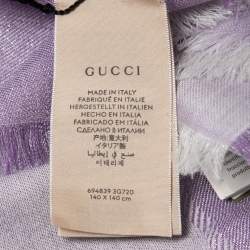 GUCCI
MADE IN ITALY
FABRIQUÉ EN ITALIE
HERGESTELLT IN ITALIEN
HECHO EN ITALIA
FABRICADO EM ITÁLIA
СДЕЛАНО В ИТАЛИИ
产地:意大利
イタリア製
صنع في إيطاليا
이태리제
694839 3G720
140 X 140 cm